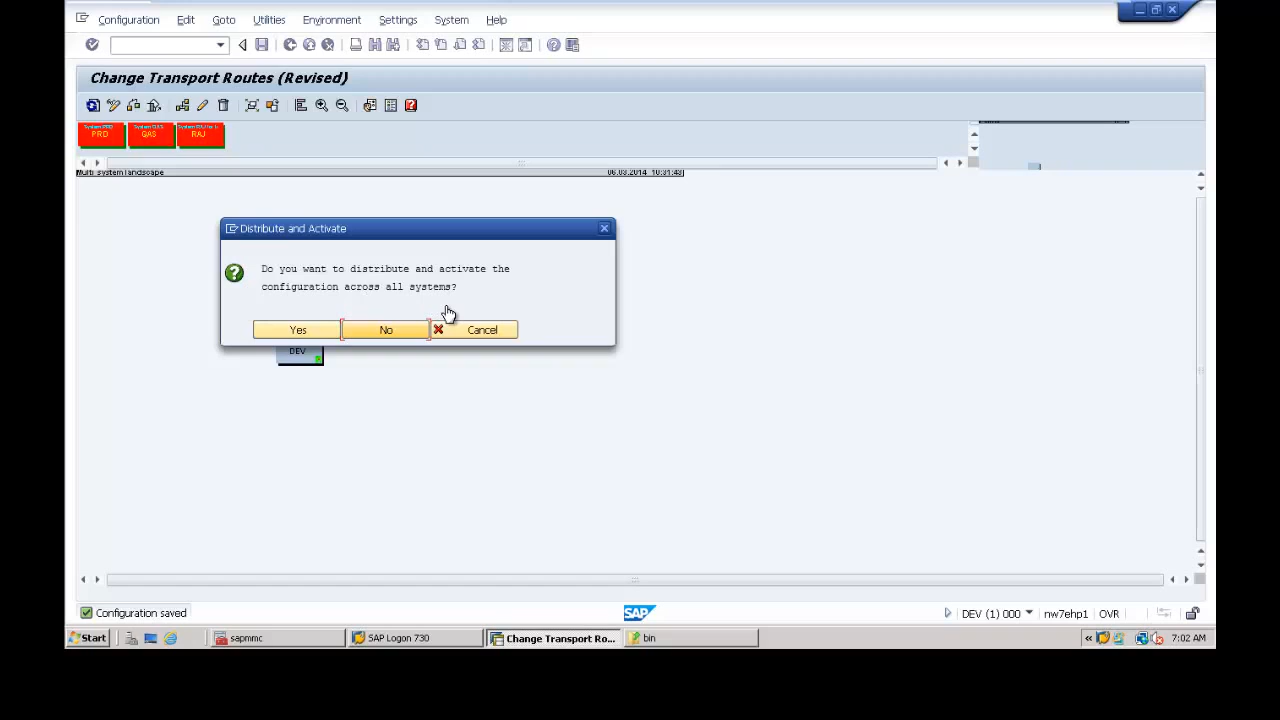 Configuration Edit Goto Utilities Environment Settings System Help
Change Transport Routes (Revised)
PRD QAS RAJ
Multi system landscape 06.03.2014 10:31:43
Distribute and Activate
Do you want to distribute and activate the
configuration across all systems?
Yes No Cancel
DEV
Configuration saved
SAP
DEV (1) 000 nw7ehp1 OVR
Start sapmmc SAP Logon 730 Change Transport Ro... bin 7:02 AM